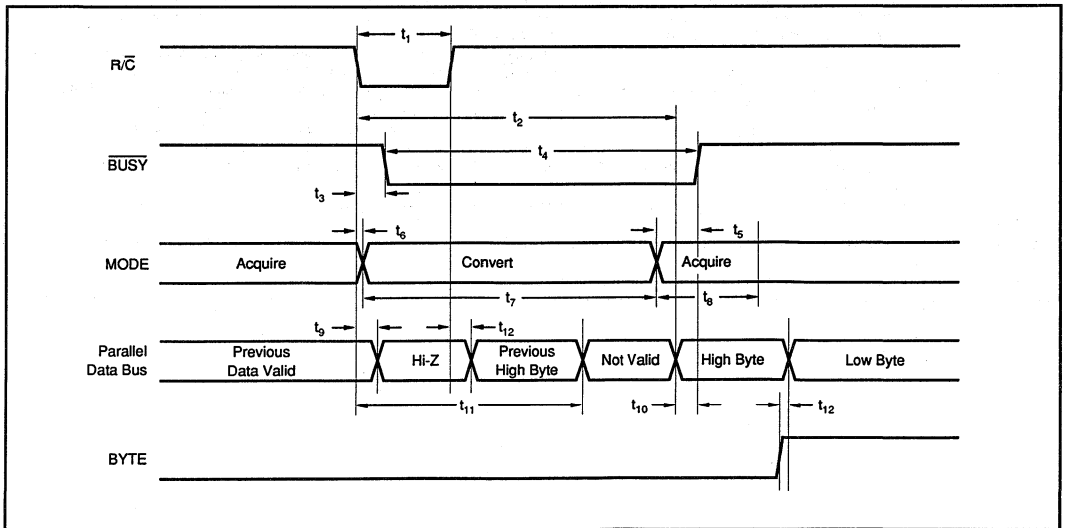 t1
R/C̅
t2
B̅U̅S̅Y̅
t4
t3
t6
t5
MODE
Acquire
Convert
Acquire
t7
t8
t9
t12
Parallel
Data Bus
Previous
Data Valid
Hi-Z
Previous
High Byte
Not Valid
High Byte
Low Byte
t11
t10
t12
BYTE